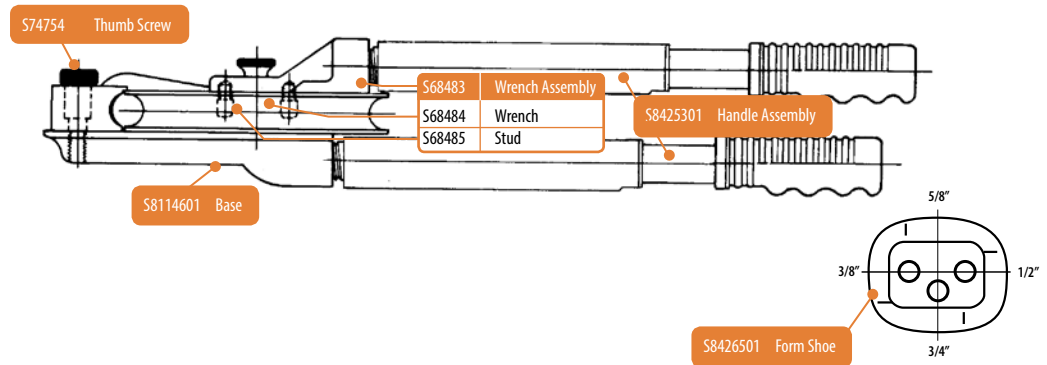 S74754 Thumb Screw
S68483 Wrench Assembly
S68484 Wrench
S68485 Stud
S8425301 Handle Assembly
S8114601 Base
5/8"
3/8" 1/2"
S8426501 Form Shoe
3/4"